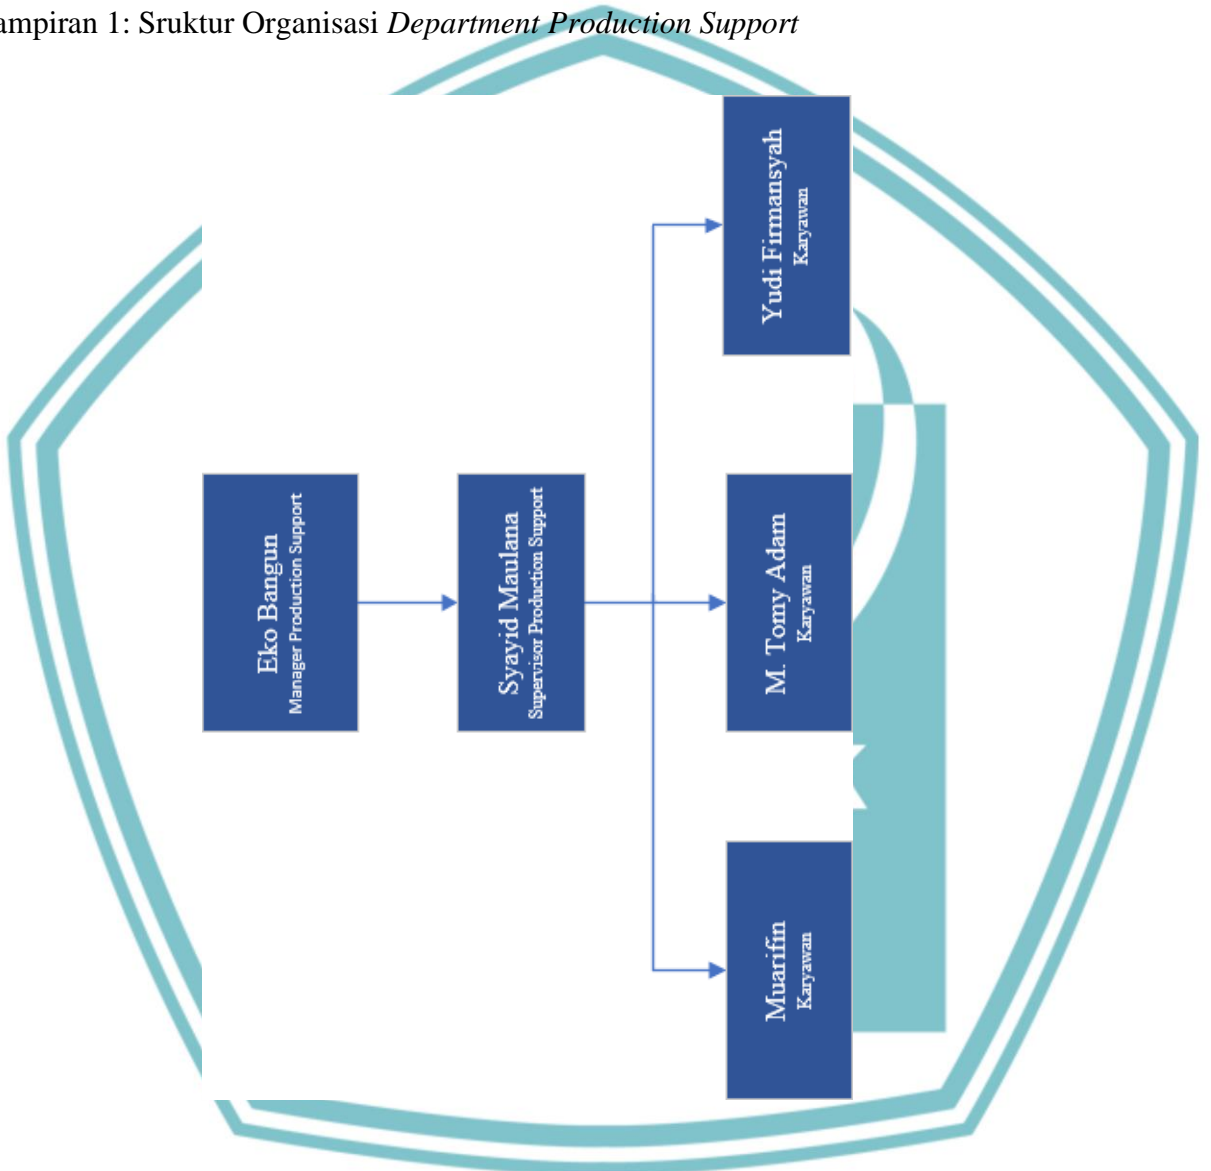 ampiran 1: Sruktur Organisasi Department Production Support
Eko Bangun
Manager Production Support
Syayid Maulana
Supervisor Production Support
Muarifin
Karyawan
M. Tomy Adam
Karyawan
Yudi Firmansyah
Karyawan